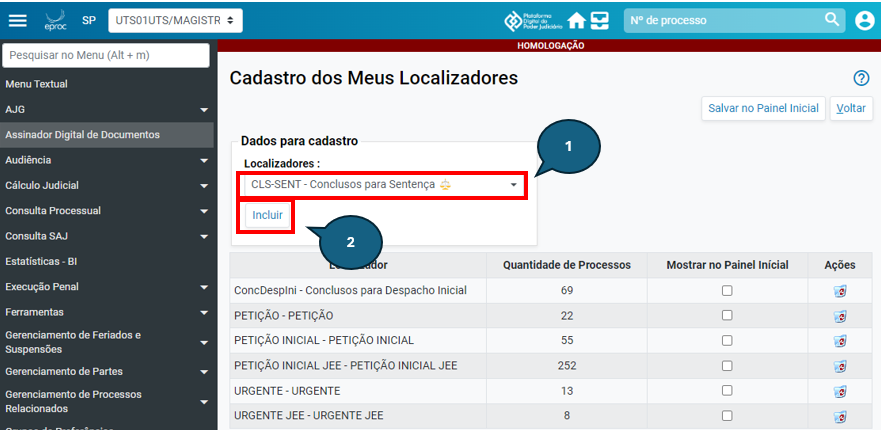 eproc
SP
UTS01UTS/MAGISTR
Plataforma
Digital do
Poder Judiciário
Nº de processo
HOMOLOGAÇÃO
Pesquisar no Menu (Alt + m)
Menu Textual
AJG
Assinador Digital de Documentos
Audiência
Cálculo Judicial
Consulta Processual
Consulta SAJ
Estatísticas - BI
Execução Penal
Ferramentas
Gerenciamento de Feriados e
Suspensões
Gerenciamento de Partes
Gerenciamento de Processos
Relacionados
Cadastro dos Meus Localizadores
?
Salvar no Painel Inicial
Voltar
Dados para cadastro
Localizadores :
CLS-SENT - Conclusos para Sentença
1
Incluir
2
Quantidade de Processos Mostrar no Painel Inícial Ações
ConcDespIni - Conclusos para Despacho Inicial 69
PETIÇÃO - PETIÇÃO 22
PETIÇÃO INICIAL - PETIÇÃO INICIAL 55
PETIÇÃO INICIAL JEE - PETIÇÃO INICIAL JEE 252
URGENTE - URGENTE 13
URGENTE JEE - URGENTE JEE 8